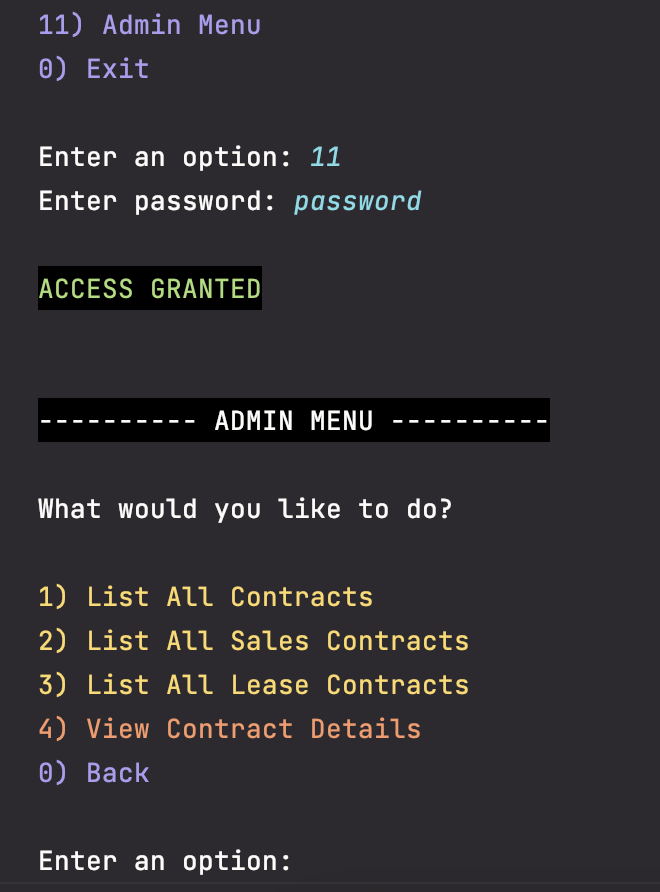 11) Admin Menu
0) Exit
Enter an option: 11
Enter password: password
ACCESS GRANTED
---------- ADMIN MENU ----------
What would you like to do?
1) List All Contracts
2) List All Sales Contracts
3) List All Lease Contracts
4) View Contract Details
0) Back
Enter an option: